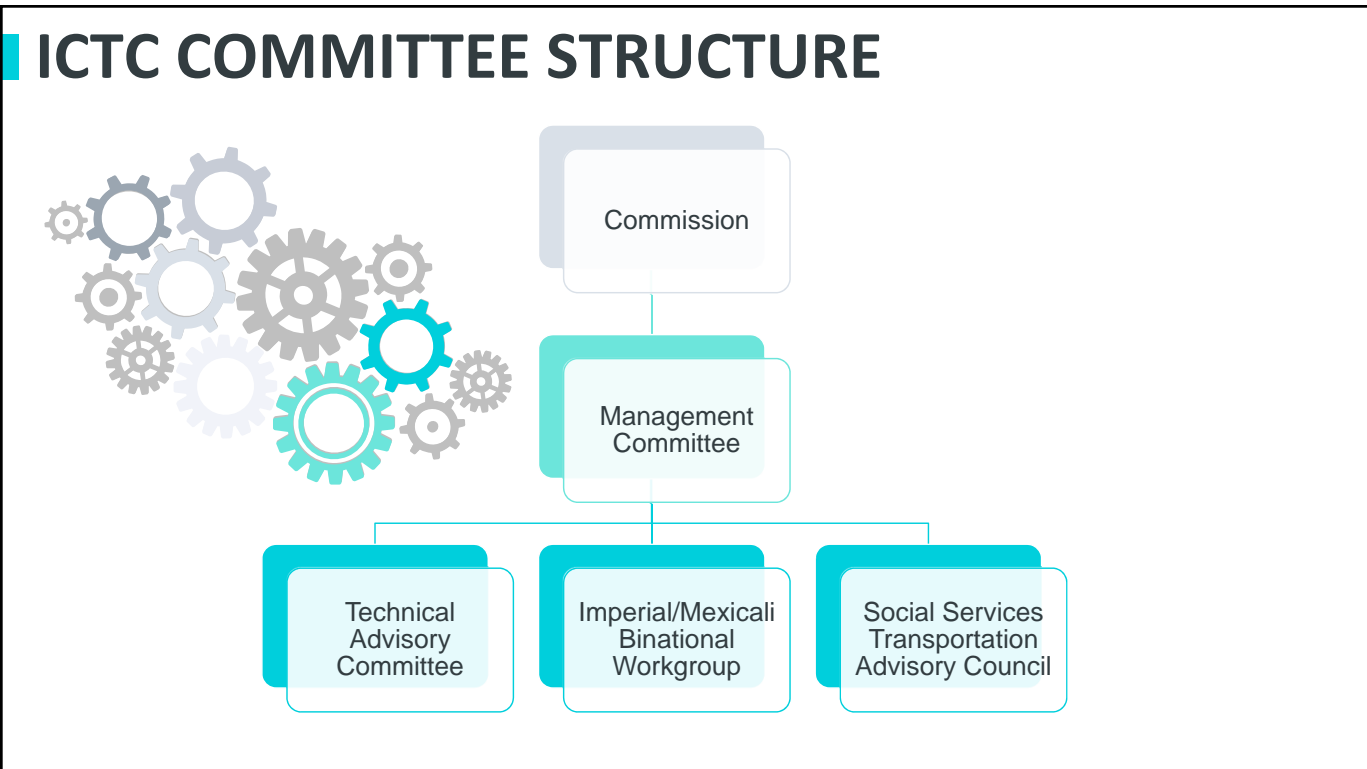 ICTC COMMITTEE STRUCTURE
Commission
Management
Committee
Technical
Advisory
Committee
Imperial/Mexicali
Binational
Workgroup
Social Services
Transportation
Advisory Council